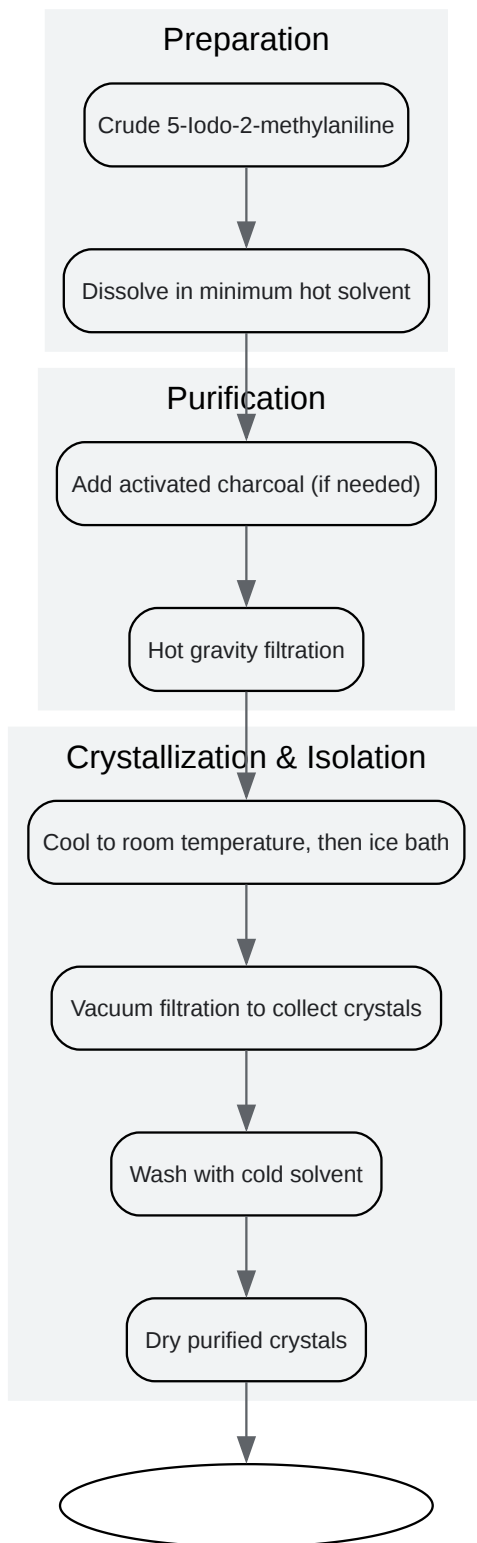 Preparation
Crude 5-Iodo-2-methylaniline
Dissolve in minimum hot solvent
Purification
Add activated charcoal (if needed)
Hot gravity filtration
Crystallization & Isolation
Cool to room temperature, then ice bath
Vacuum filtration to collect crystals
Wash with cold solvent
Dry purified crystals